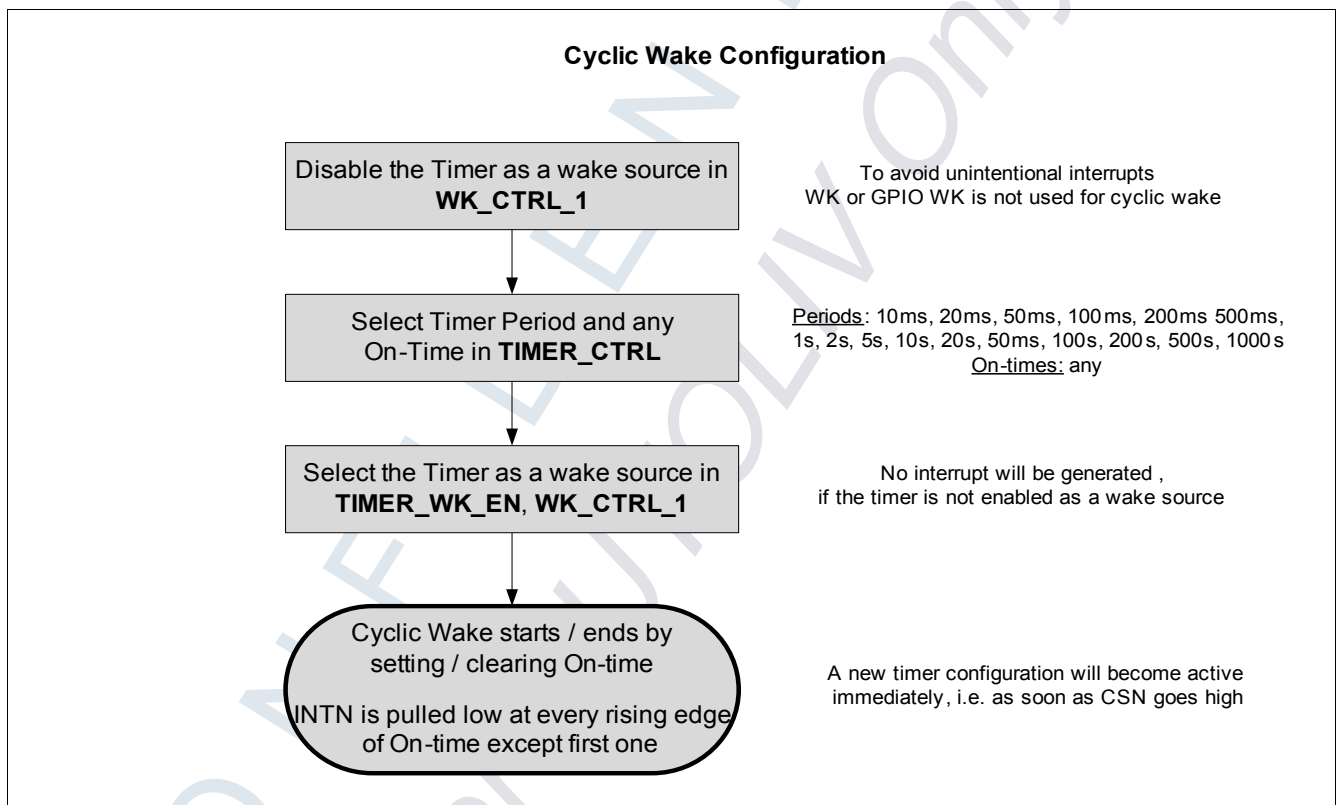 Cyclic Wake Configuration
Disable the Timer as a wake source in
WK_CTRL_1
To avoid unintentional interrupts
WK or GPIO WK is not used for cyclic wake
Select Timer Period and any
On-Time in TIMER_CTRL
Periods: 10ms, 20ms, 50ms, 100ms, 200ms 500ms,
1s, 2s, 5s, 10s, 20s, 50ms, 100s, 200s, 500s, 1000s
On-times: any
Select the Timer as a wake source in
TIMER_WK_EN, WK_CTRL_1
No interrupt will be generated ,
if the timer is not enabled as a wake source
Cyclic Wake starts / ends by
setting / clearing On-time
INTN is pulled low at every rising edge
of On-time except first one
A new timer configuration will become active
immediately, i.e. as soon as CSN goes high